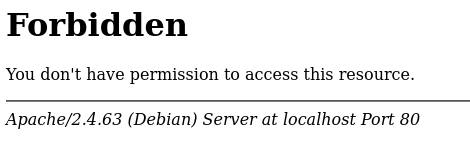 Forbidden
You don't have permission to access this resource.
Apache/2.4.63 (Debian) Server at localhost Port 80